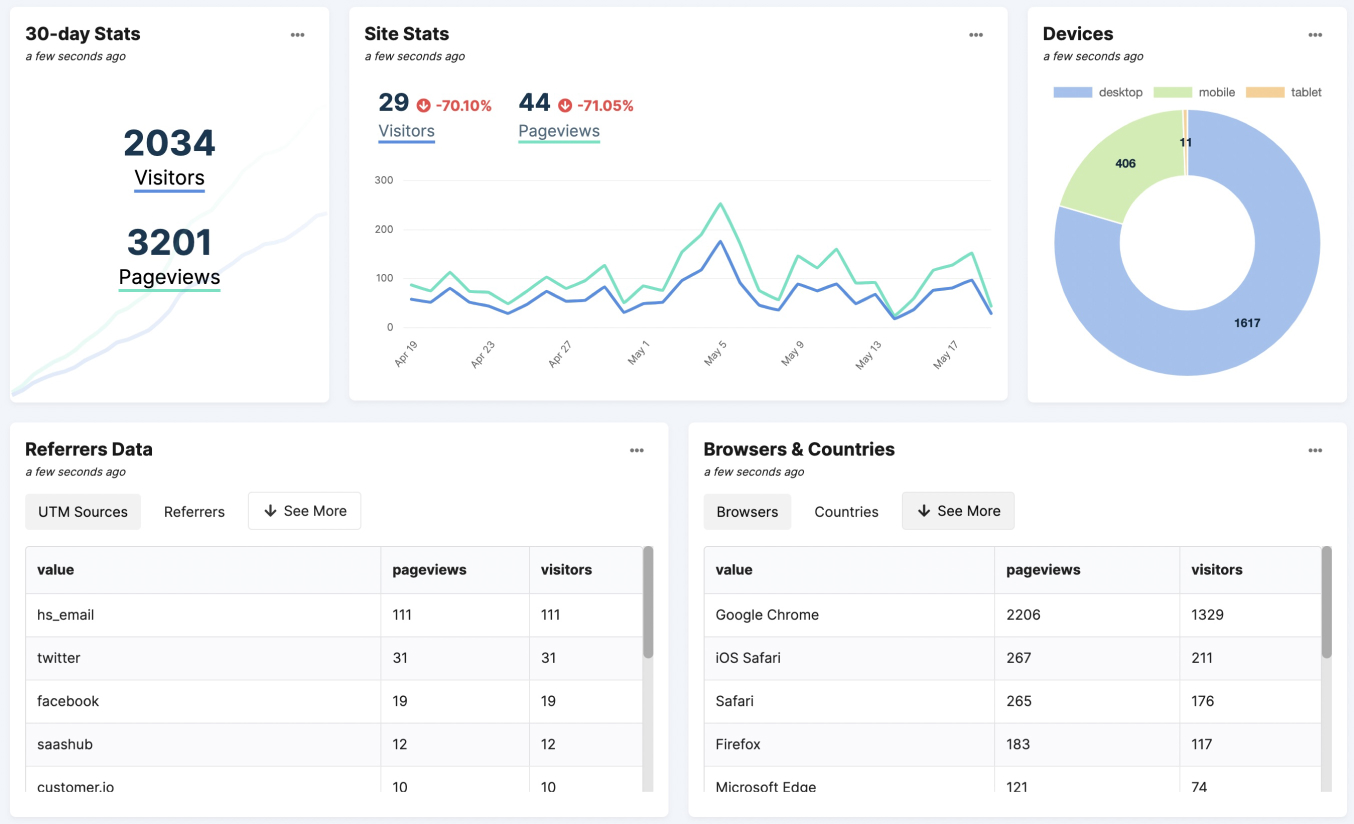 30-day Stats
a few seconds ago
2034
Visitors
3201
Pageviews
Site Stats
a few seconds ago
29 -70.10% 44 -71.05%
Visitors Pageviews
300
200
100
0
Apr 19 Apr 23 Apr 27 May 1 May 5 May 9 May 13 May 17
Devices
a few seconds ago
desktop mobile tablet
11
406
1617
Referrers Data
a few seconds ago
UTM Sources Referrers See More
value pageviews visitors
hs_email 111 111
twitter 31 31
facebook 19 19
saashub 12 12
customer.io 10 10
Browsers & Countries
a few seconds ago
Browsers Countries See More
value pageviews visitors
Google Chrome 2206 1329
iOS Safari 267 211
Safari 265 176
Firefox 183 117
Microsoft Edge 121 74